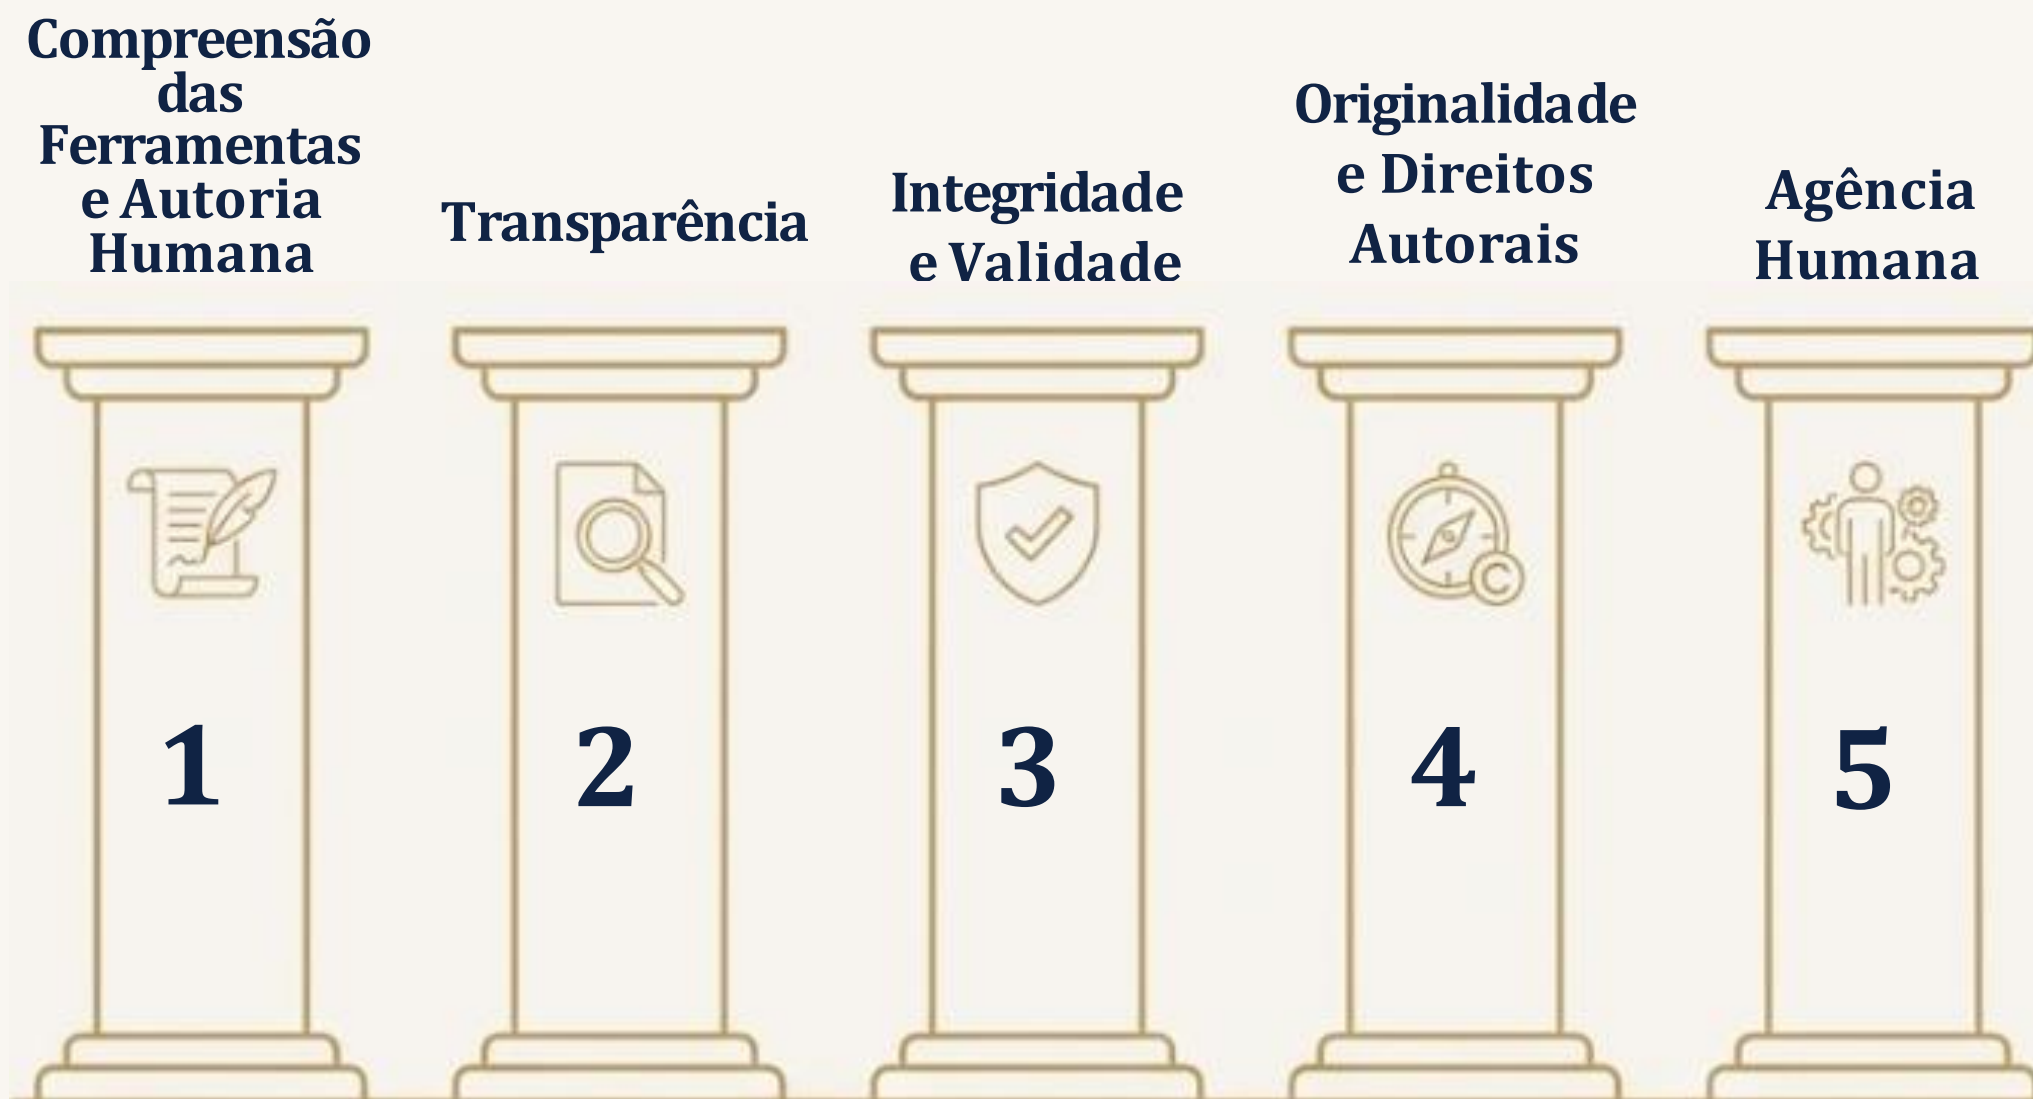 Compreensão
das
Ferramentas
e Autoria
Humana
Transparência
Integridade
e Validade
Originalidade
e Direitos
Autorais
Agência
Humana
C
1
2
3
4
5